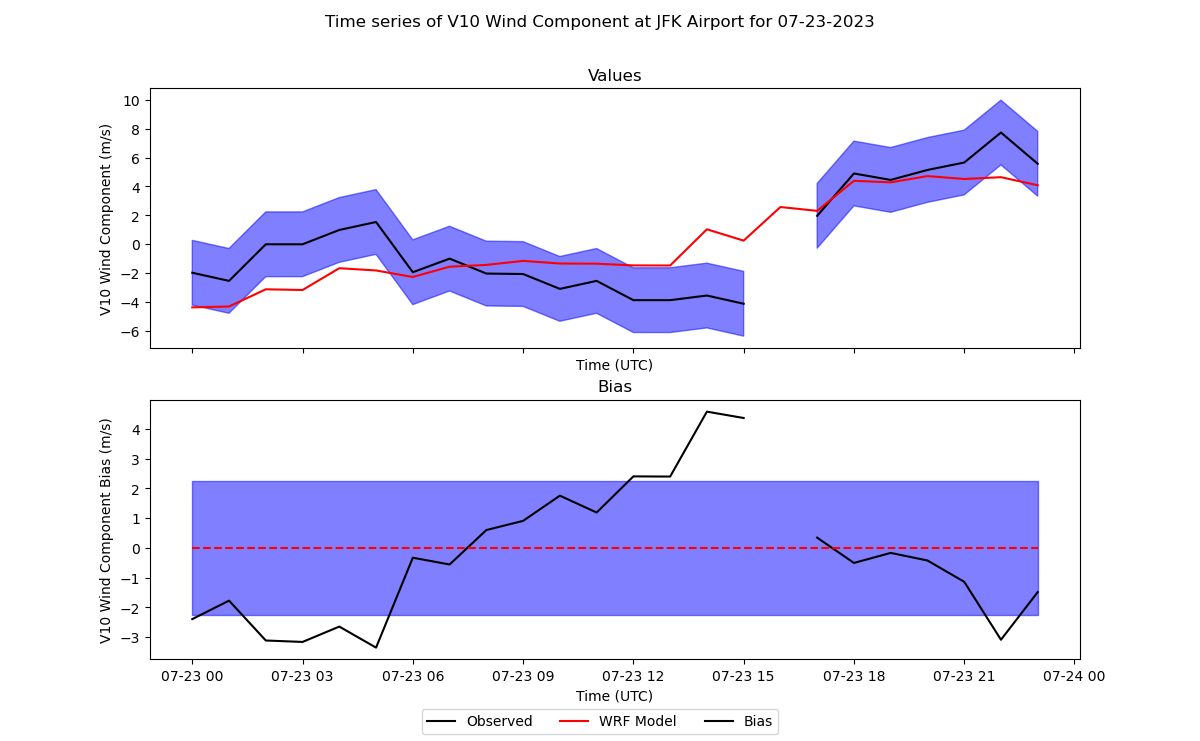 Time series of V10 Wind Component at JFK Airport for 07-23-2023
Values
V10 Wind Component (m/s)
10
8
6
4
2
0
−2
−4
−6
Time (UTC)
Bias
V10 Wind Component Bias (m/s)
4
3
2
1
0
−1
−2
−3
07-23 00 07-23 03 07-23 06 07-23 09 07-23 12 07-23 15 07-23 18 07-23 21 07-24 00
Time (UTC)
Observed WRF Model Bias